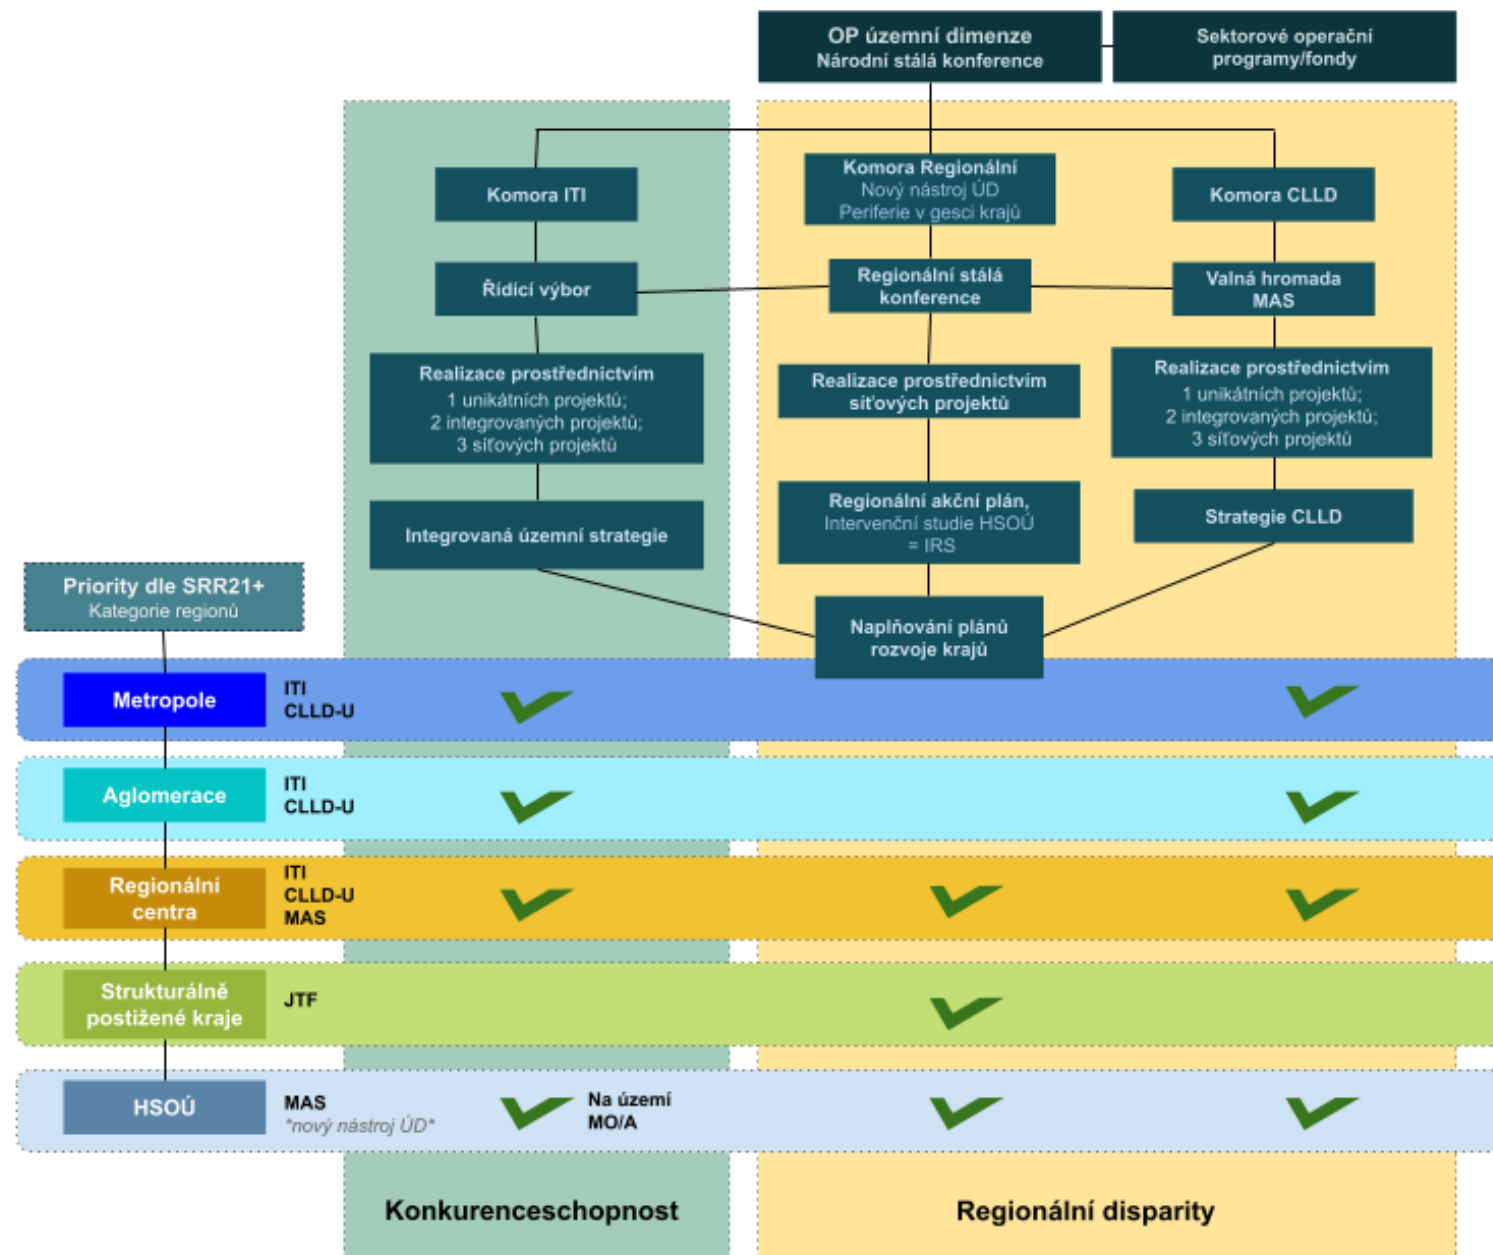 OP územní dimenze
Národní stálá konference
Sektorové operační
programy/fondy
Komora ITI
Komora Regionální
Nový nástroj ÚD
Periferie v gesci krajů
Komora CLLD
Řídící výbor
Regionální stálá
konference
Valná hromada
MAS
Realizace prostřednictvím
1 unikátních projektů;
2 integrovaných projektů;
3 síťových projektů
Realizace prostřednictvím
síťových projektů
Realizace prostřednictvím
1 unikátních projektů;
2 integrovaných projektů;
3 síťových projektů
Integrovaná územní strategie
Regionální akční plán,
Intervenční studie HSOÚ
= IRS
Strategie CLLD
Priority dle SRR21+
Kategorie regionů
Naplňování plánů
rozvoje krajů
Metropole
ITI
CLLD-U
Aglomerace
ITI
CLLD-U
Regionální
centra
ITI
CLLD-U
MAS
Strukturálně
postižené kraje
JTF
HSOÚ
MAS
*nový nástroj ÚD*
Na území
MO/A
Konkurenceschopnost
Regionální disparity